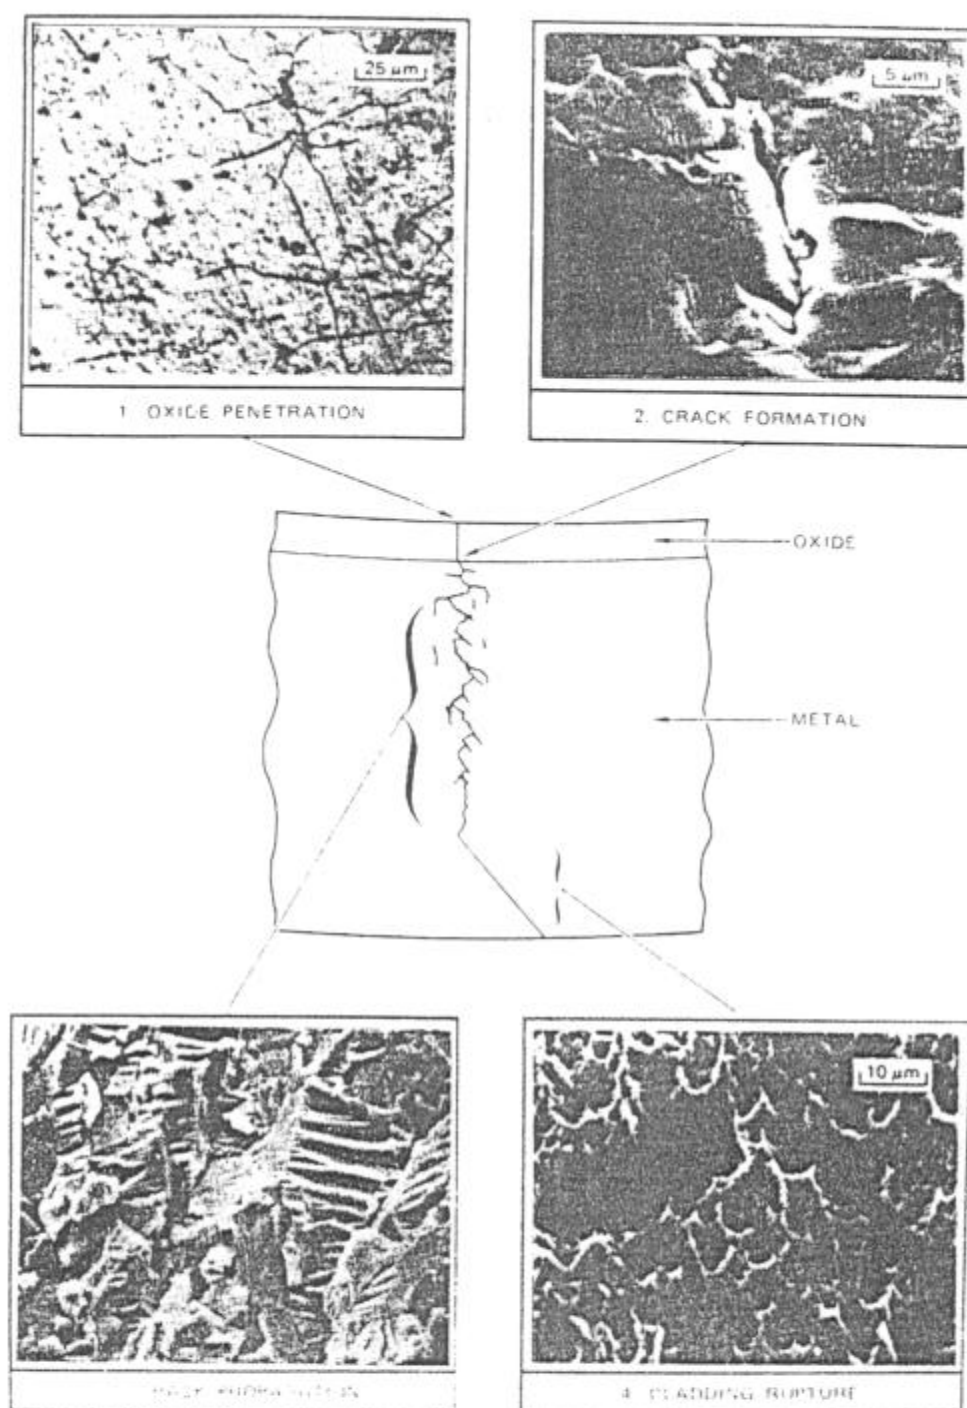 25 µm
5 µm
1. OXIDE PENETRATION
2. CRACK FORMATION
OXIDE
METAL
10 µm
4. CLADDING RUPTURE